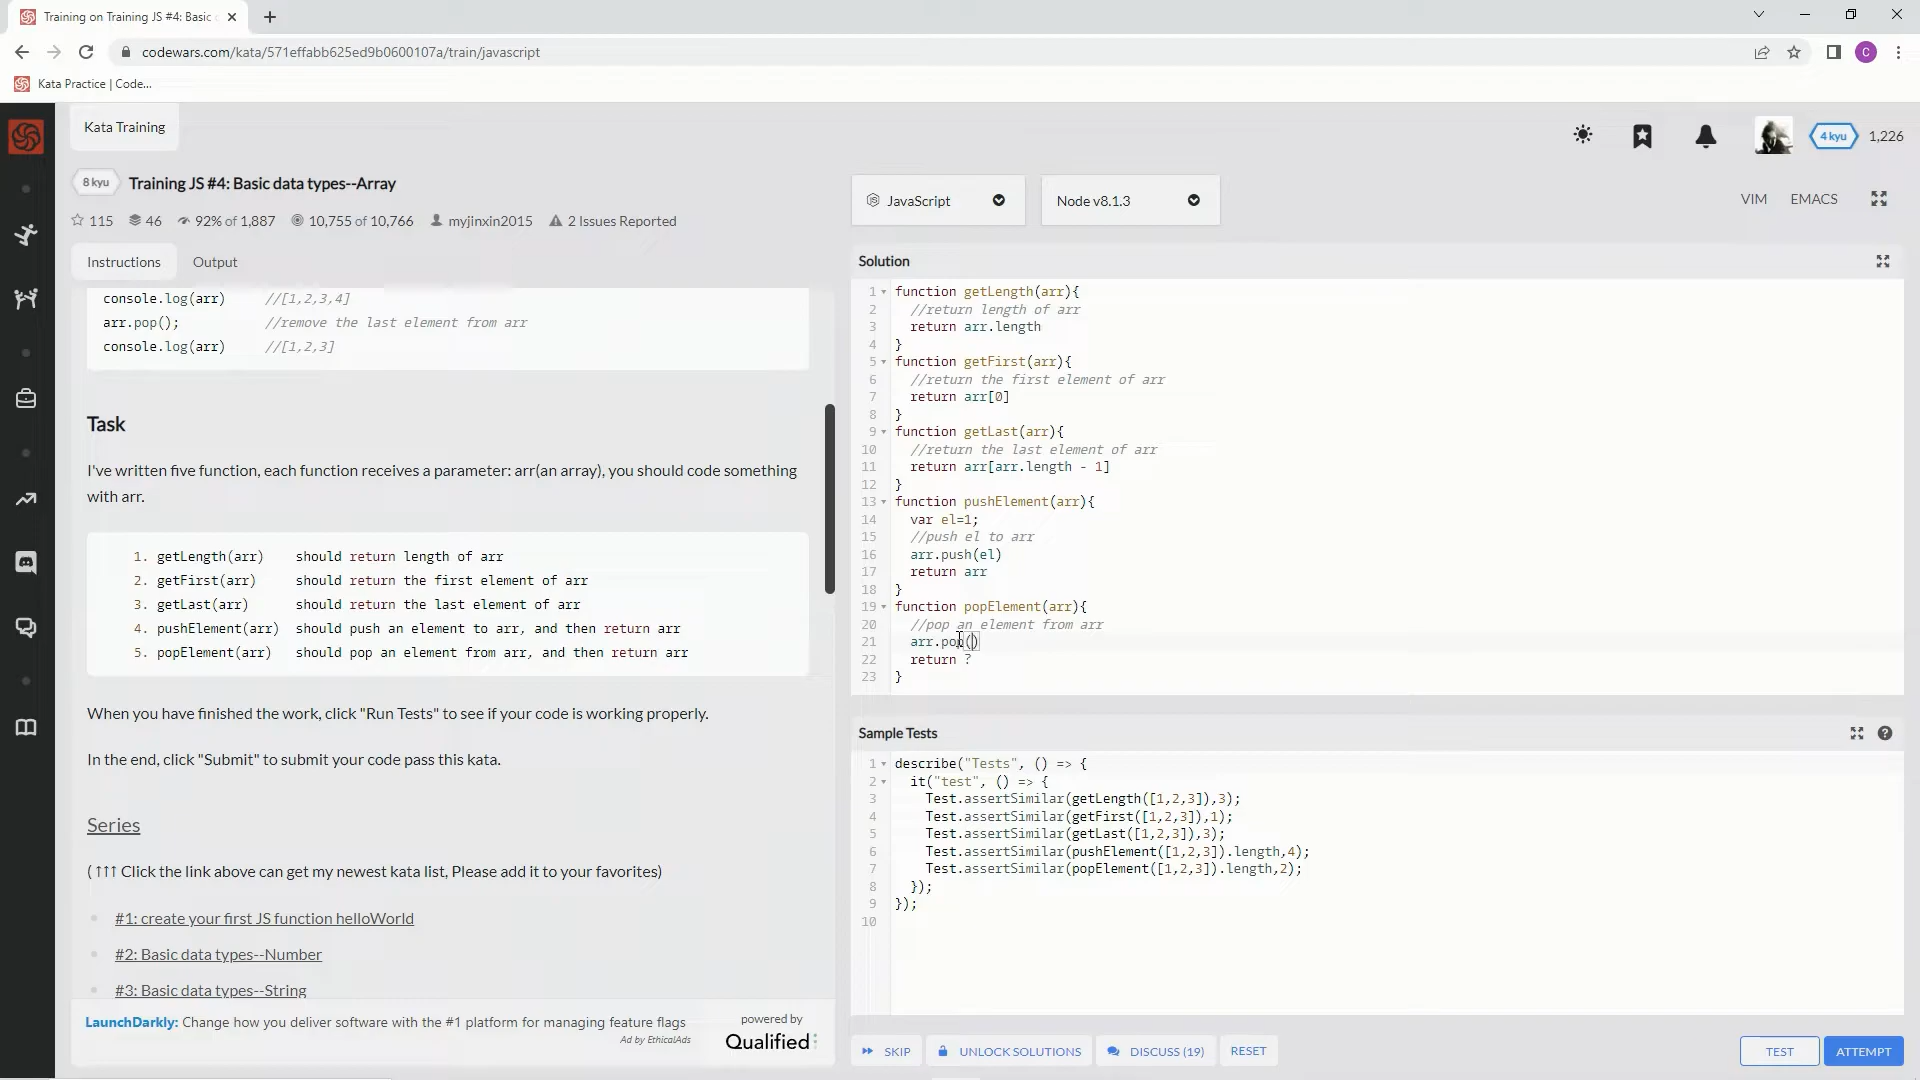 Training on Training JS #4: Basic
codewars.com/kata/571effabb625ed9b0600107a/train/javascript
C
Kata Practice | Code...
Kata Training
4 kyu 1,226
8 kyu Training JS #4: Basic data types--Array
115 46 92% of 1,887 10,755 of 10,766 myjinxin2015 2 Issues Reported
JavaScript Node v8.1.3
VIM EMACS
Instructions Output
console.log(arr) //[1,2,3,4]
arr.pop(); //remove the last element from arr
console.log(arr) //[1,2,3]
Task
I've written five function, each function receives a parameter: arr(an array), you should code something
with arr.
1. getLength(arr) should return length of arr
2. getFirst(arr) should return the first element of arr
3. getLast(arr) should return the last element of arr
4. pushElement(arr) should push an element to arr, and then return arr
5. popElement(arr) should pop an element from arr, and then return arr
When you have finished the work, click "Run Tests" to see if your code is working properly.
In the end, click "Submit" to submit your code pass this kata.
Series
( ↑↑↑ Click the link above can get my newest kata list, Please add it to your favorites)
#1: create your first JS function helloWorld
#2: Basic data types--Number
#3: Basic data types--String
LaunchDarkly: Change how you deliver software with the #1 platform for managing feature flags
Ad by EthicalAds
powered by
Qualified
Solution
1 function getLength(arr){
2 //return length of arr
3 return arr.length
4 }
5 function getFirst(arr){
6 //return the first element of arr
7 return arr[0]
8 }
9 function getLast(arr){
10 //return the last element of arr
11 return arr[arr.length - 1]
12 }
13 function pushElement(arr){
14 var el=1;
15 //push el to arr
16 arr.push(el)
17 return arr
18 }
19 function popElement(arr){
20 //pop an element from arr
21 arr.pop()
22 return ?
23 }
Sample Tests
1 describe("Tests", () => {
2 it("test", () => {
3 Test.assertSimilar(getLength([1,2,3]),3);
4 Test.assertSimilar(getFirst([1,2,3]),1);
5 Test.assertSimilar(getLast([1,2,3]),3);
6 Test.assertSimilar(pushElement([1,2,3]).length,4);
7 Test.assertSimilar(popElement([1,2,3]).length,2);
8 });
9 });
10
SKIP UNLOCK SOLUTIONS DISCUSS (19) RESET
TEST ATTEMPT